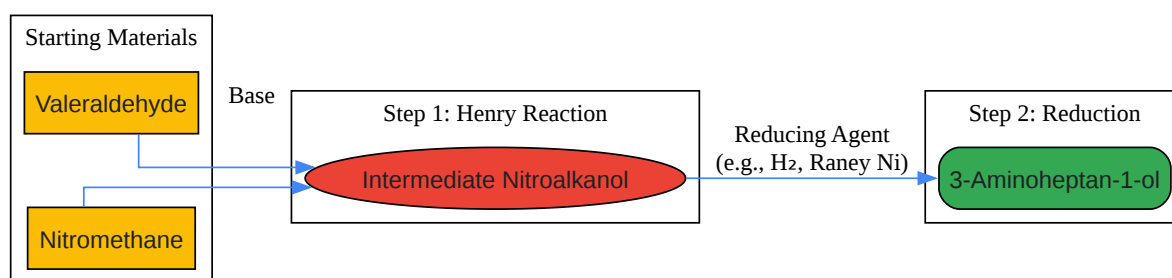 Starting Materials
Valeraldehyde
Nitromethane
Base
Step 1: Henry Reaction
Intermediate Nitroalkanol
Reducing Agent
(e.g., H₂, Raney Ni)
Step 2: Reduction
3-Aminoheptan-1-ol